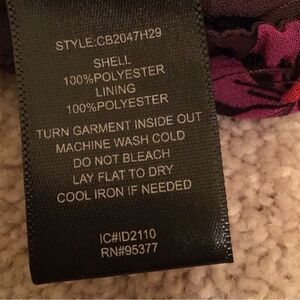 STYLE:CB2047H29
SHELL
100%POLYESTER
LINING
100%POLYESTER
TURN GARMENT INSIDE OUT
MACHINE WASH COLD
DO NOT BLEACH
LAY FLAT TO DRY
COOL IRON IF NEEDED
IC#ID2110
RN#95377